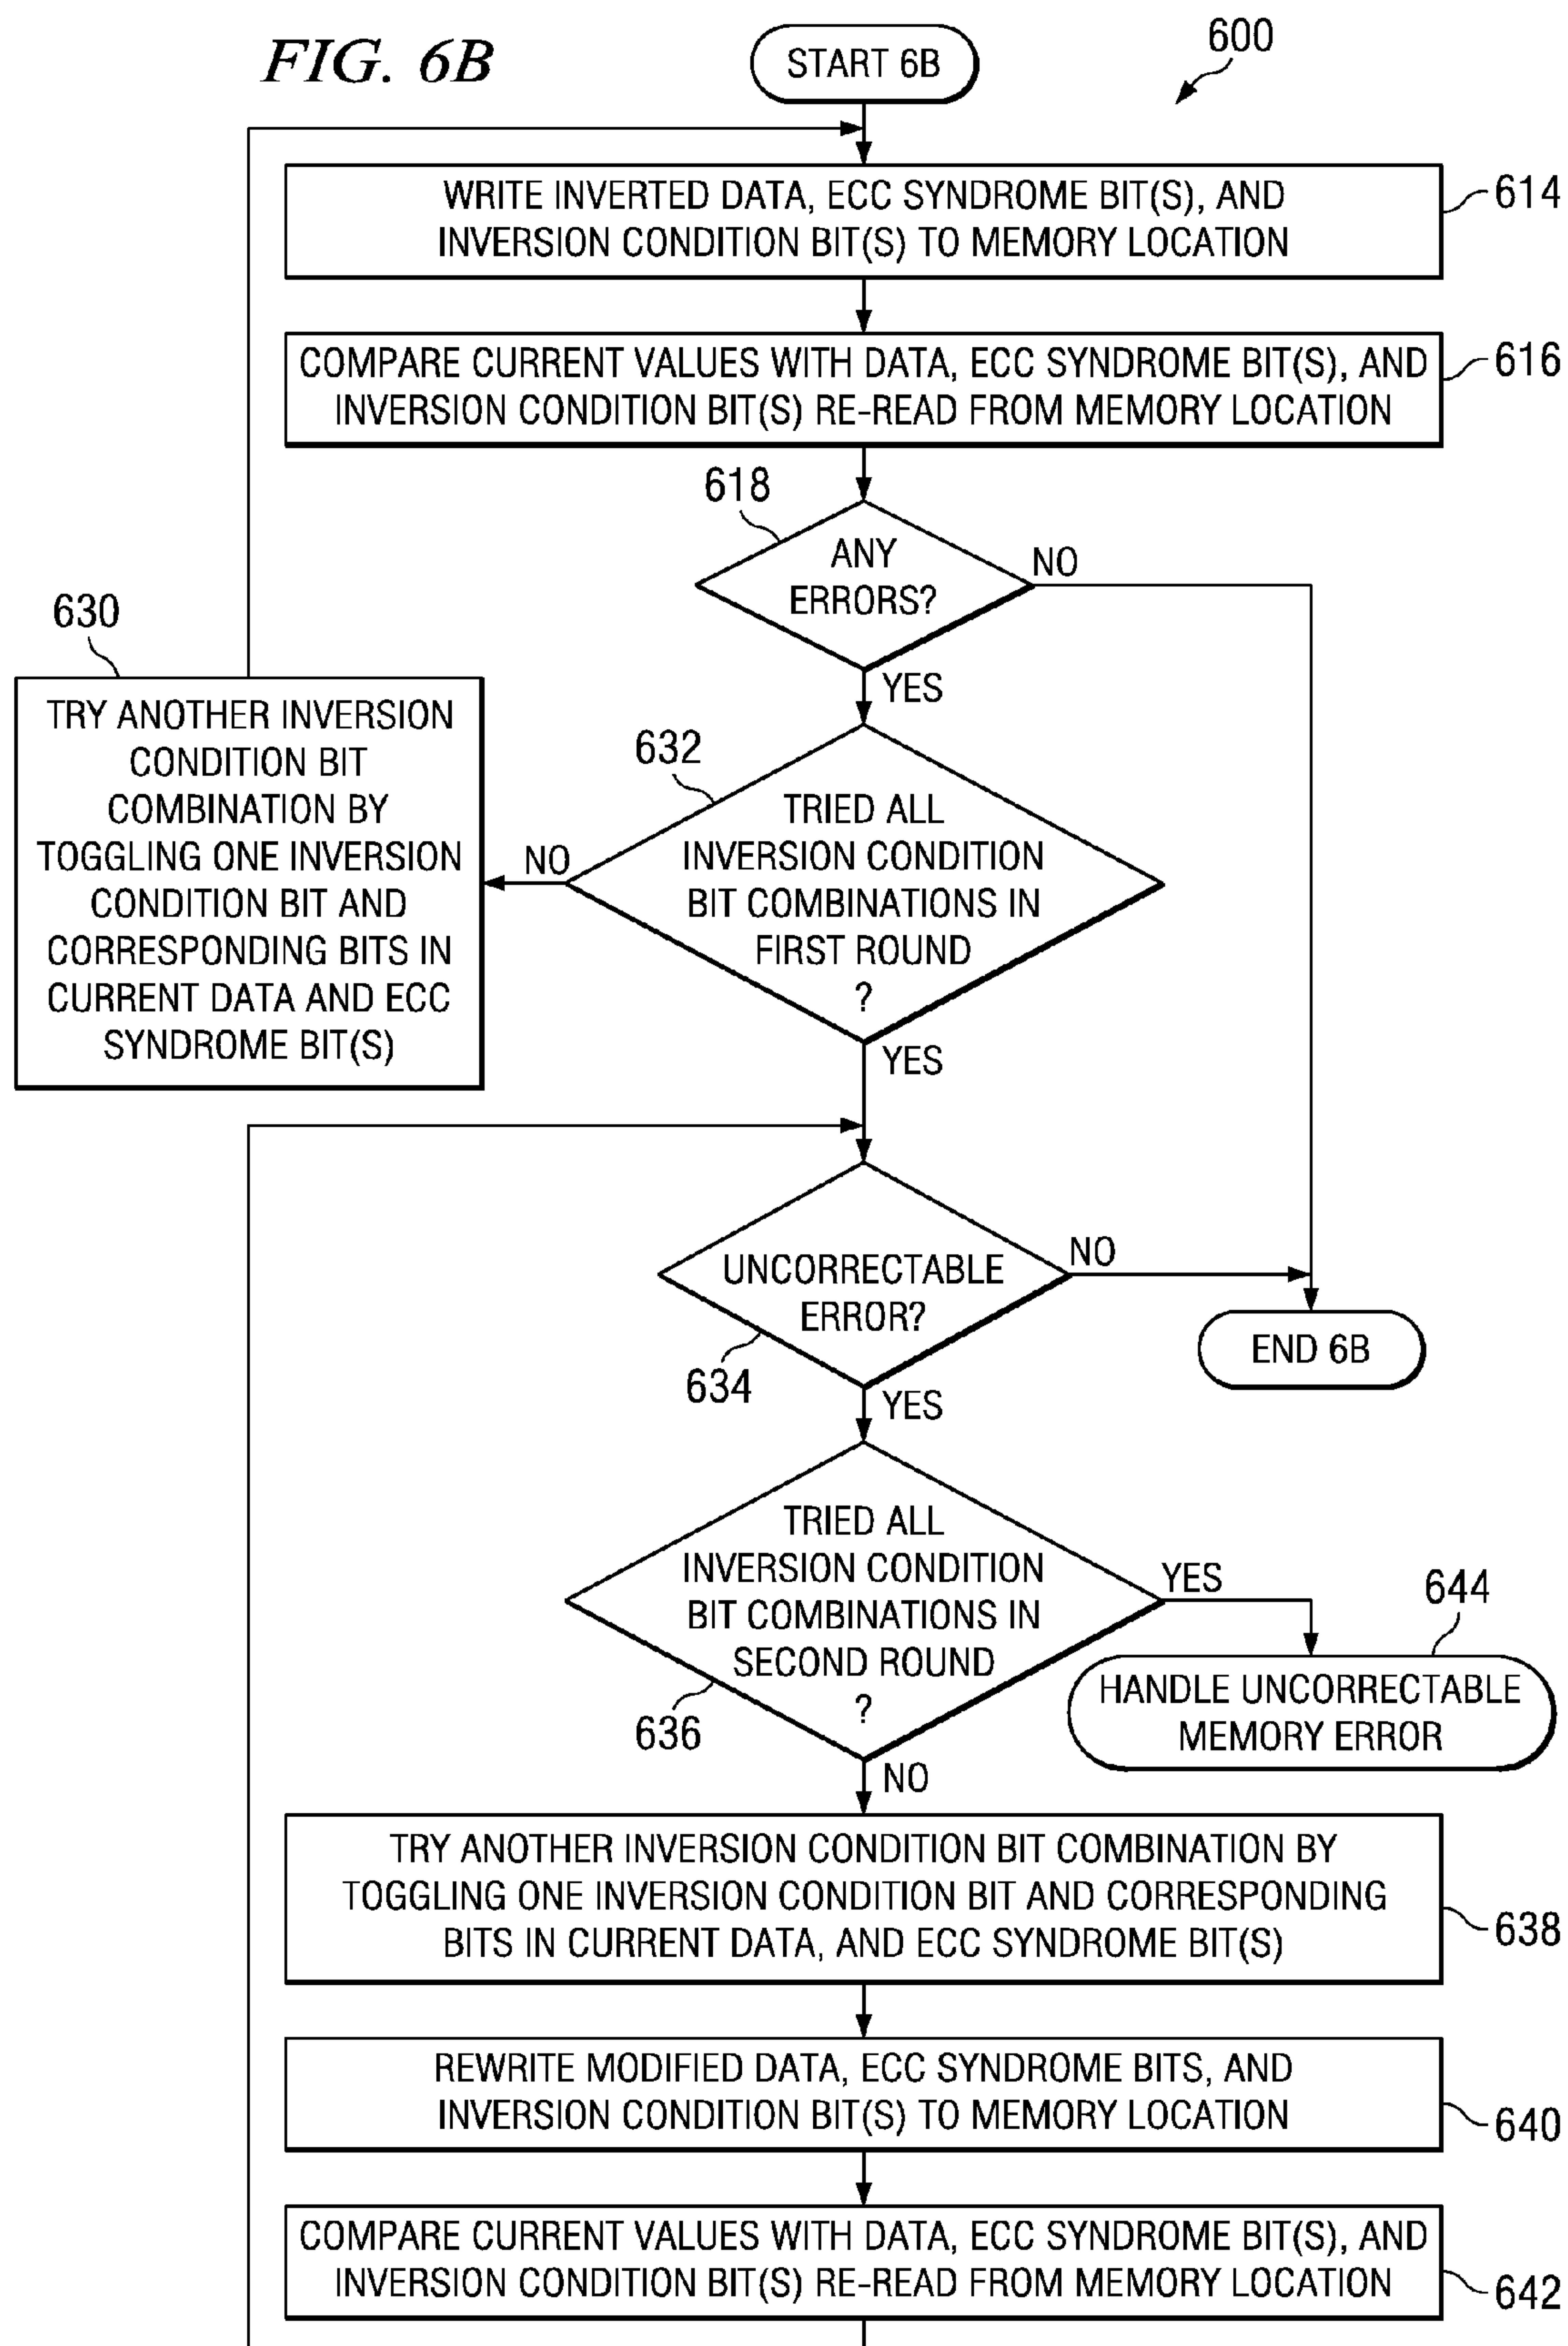 FIG. 6B
START 6B
600
WRITE INVERTED DATA, ECC SYNDROME BIT(S), AND
INVERSION CONDITION BIT(S) TO MEMORY LOCATION
614
COMPARE CURRENT VALUES WITH DATA, ECC SYNDROME BIT(S), AND
INVERSION CONDITION BIT(S) RE-READ FROM MEMORY LOCATION
616
618
ANY
ERRORS?
NO
YES
630
TRY ANOTHER INVERSION
CONDITION BIT
COMBINATION BY
TOGGLING ONE INVERSION
CONDITION BIT AND
CORRESPONDING BITS IN
CURRENT DATA AND ECC
SYNDROME BIT(S)
632
TRIED ALL
INVERSION CONDITION
BIT COMBINATIONS IN
FIRST ROUND
?
NO
YES
UNCORRECTABLE
ERROR?
NO
634
YES
END 6B
TRIED ALL
INVERSION CONDITION
BIT COMBINATIONS IN
SECOND ROUND
?
YES
636
NO
644
HANDLE UNCORRECTABLE
MEMORY ERROR
TRY ANOTHER INVERSION CONDITION BIT COMBINATION BY
TOGGLING ONE INVERSION CONDITION BIT AND CORRESPONDING
BITS IN CURRENT DATA, AND ECC SYNDROME BIT(S)
638
REWRITE MODIFIED DATA, ECC SYNDROME BITS, AND
INVERSION CONDITION BIT(S) TO MEMORY LOCATION
640
COMPARE CURRENT VALUES WITH DATA, ECC SYNDROME BIT(S), AND
INVERSION CONDITION BIT(S) RE-READ FROM MEMORY LOCATION
642